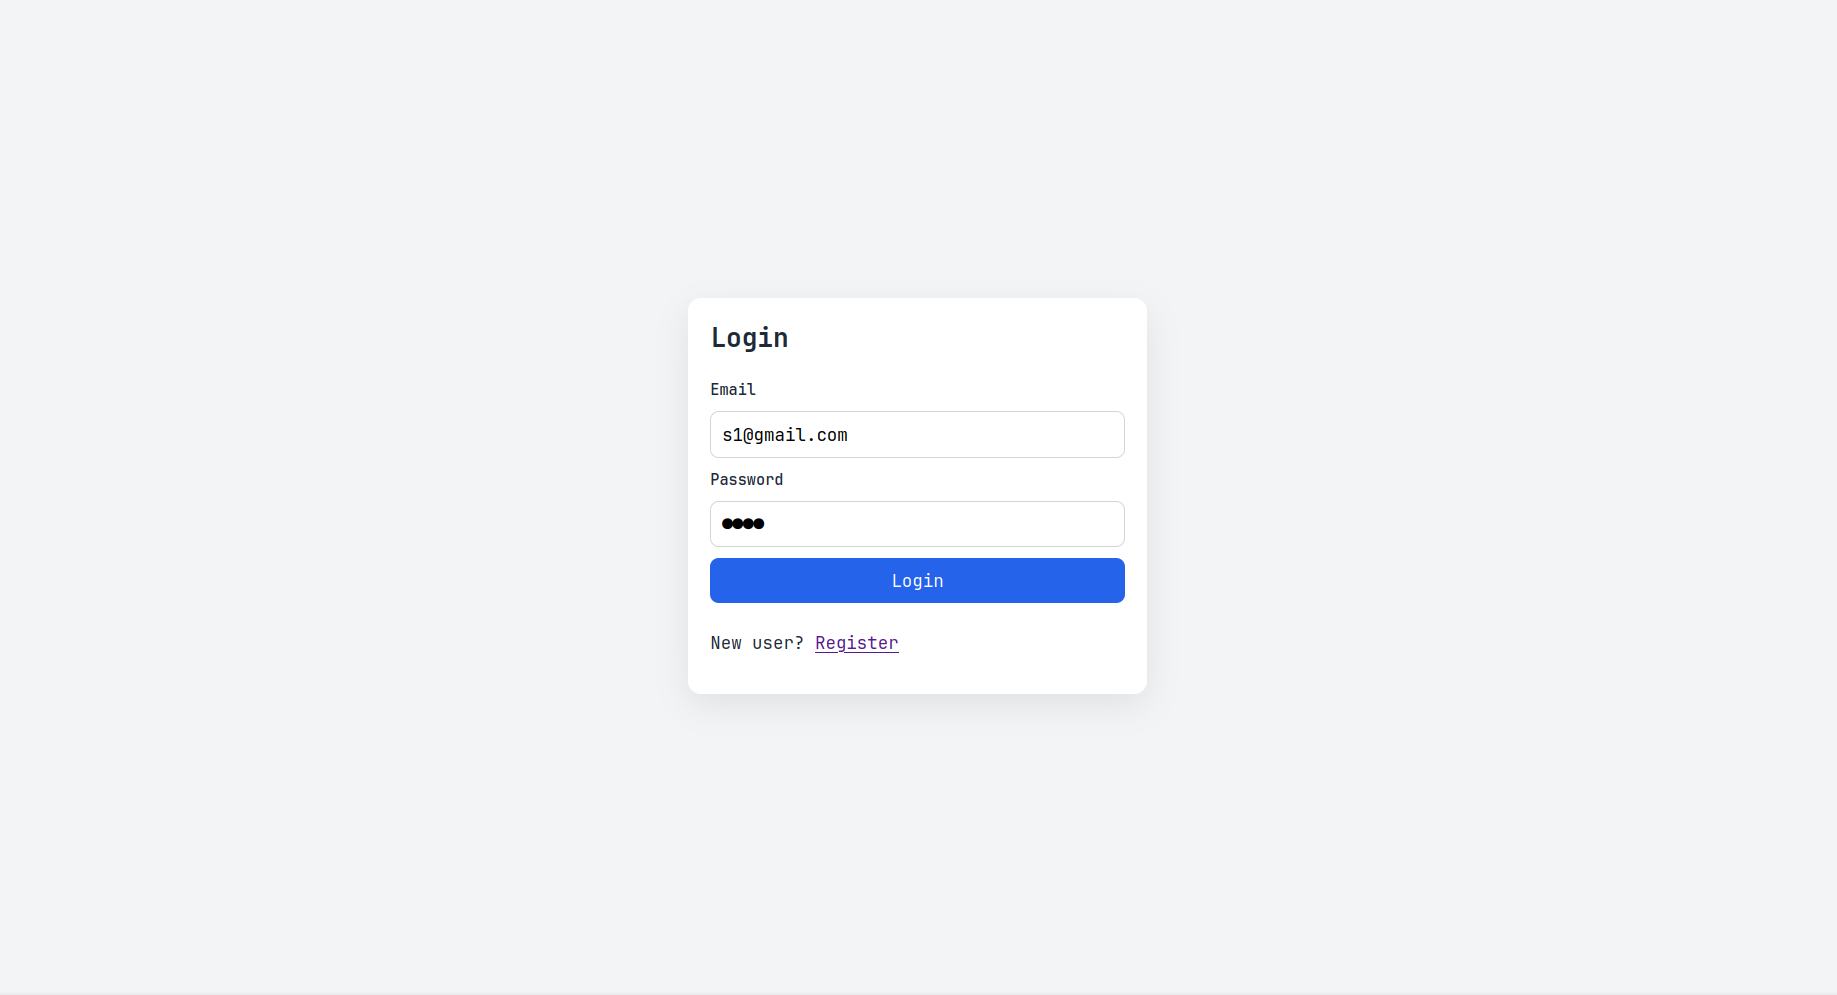 Login
Email
s1@gmail.com
Password
●●●●
Login
New user? Register